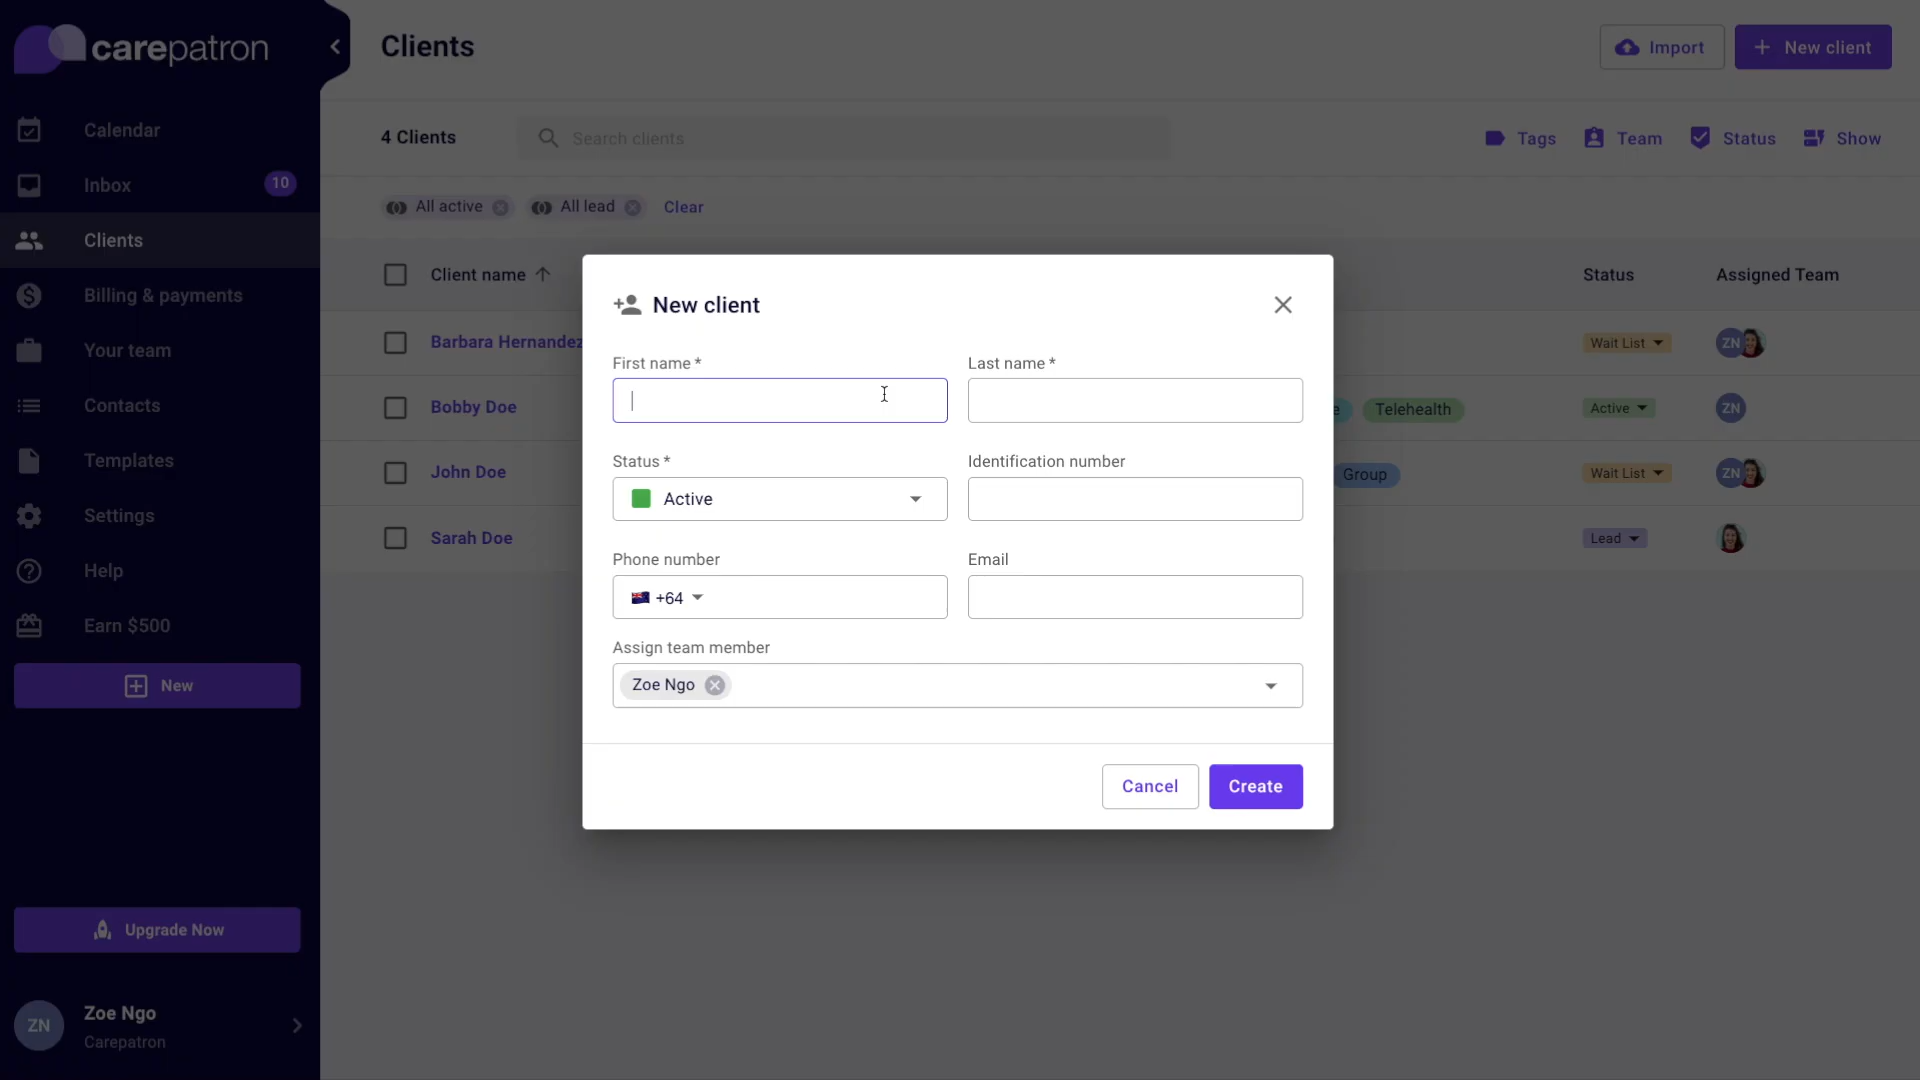 carepatron
Calendar
Inbox
10
Clients
Billing & payments
Your team
Contacts
Templates
Settings
Help
Earn $500
New
Upgrade Now
ZN
Zoe Ngo
Carepatron
Clients
Import
+ New client
4 Clients
Search clients
Tags
Team
Status
Show
All active
All lead
Clear
Client name
Status
Assigned Team
Barbara Hernandez
Wait List
ZN
Bobby Doe
e
Telehealth
Active
ZN
John Doe
Group
Wait List
ZN
Sarah Doe
Lead
New client
First name *
Last name *
Status *
Identification number
Active
Phone number
Email
+64
Assign team member
Zoe Ngo
Cancel
Create